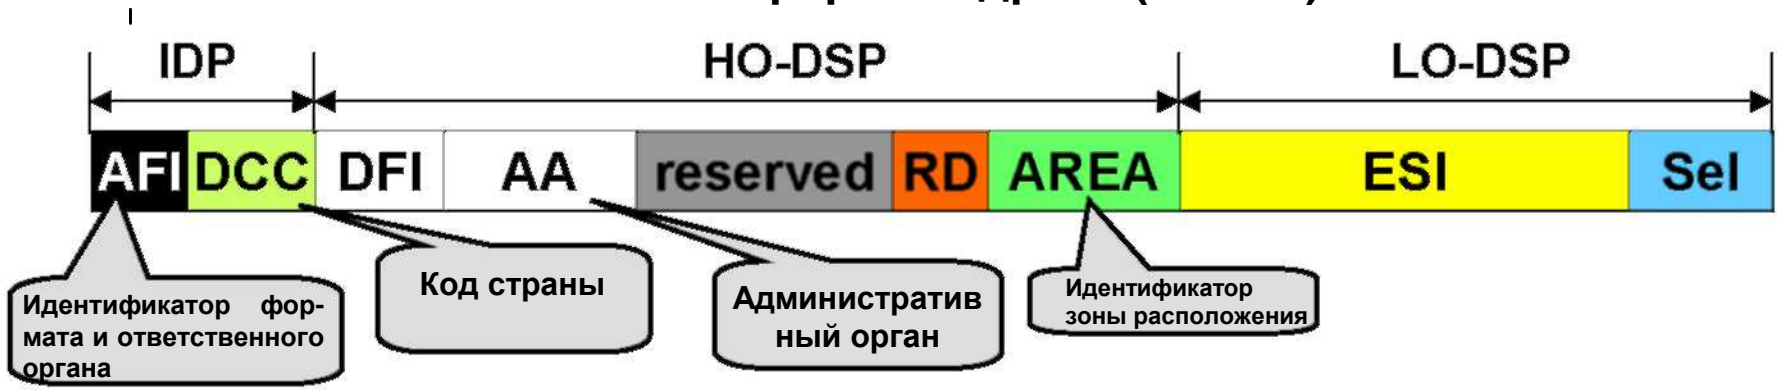 IDP HO-DSP LO-DSP
AFI DCC DFI AA reserved RD AREA ESI Sel
Идентификатор фор-
мата и ответственного
органа
Код страны
Административ
ный орган
Идентификатор
зоны расположения